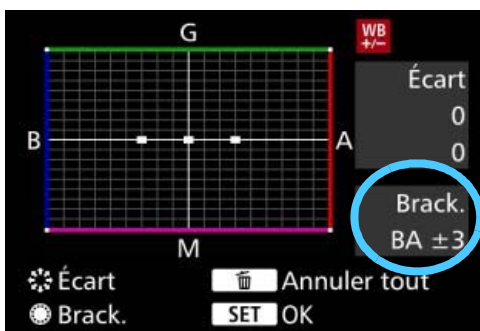 G
WB
+/−
Écart
0
0
B
A
Brack.
BA ±3
M
Écart
Annuler tout
Brack.
SET OK